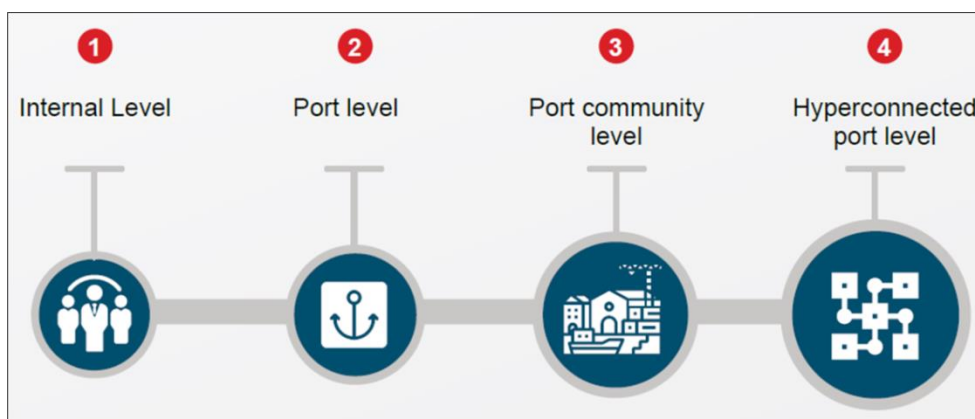 1
2
3
4
Internal Level
Port level
Port community
level
Hyperconnected
port level